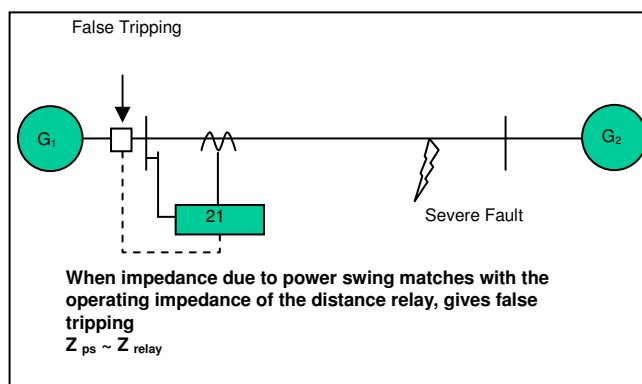 False Tripping
G₁
G₂
21
Severe Fault
When impedance due to power swing matches with the
operating impedance of the distance relay, gives false
tripping
Z ps ~ Z relay